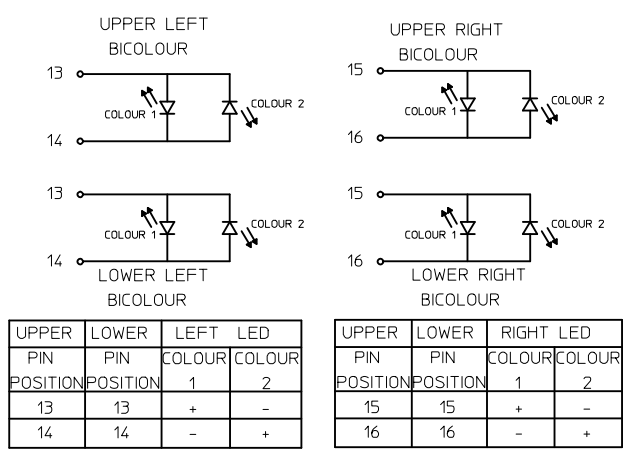 UPPER LEFT
BICOLOUR
13
COLOUR 1
COLOUR 2
14
UPPER RIGHT
BICOLOUR
15
COLOUR 1
COLOUR 2
16
13
COLOUR 1
COLOUR 2
14
LOWER LEFT
BICOLOUR
15
COLOUR 1
COLOUR 2
16
LOWER RIGHT
BICOLOUR
UPPER LOWER LEFT LED
PIN PIN COLOUR COLOUR
POSITION POSITION 1 2
13 13 + -
14 14 - +
UPPER LOWER RIGHT LED
PIN PIN COLOUR COLOUR
POSITION POSITION 1 2
15 15 + -
16 16 - +